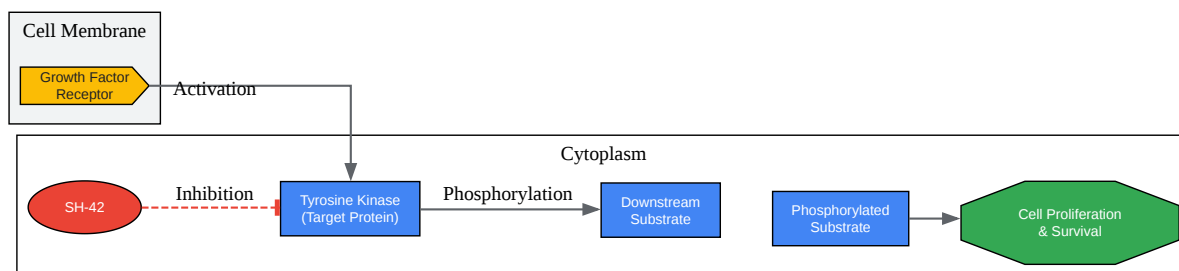 Cell Membrane
Growth Factor
Receptor
Activation
Cytoplasm
SH-42
Inhibition
Tyrosine Kinase
(Target Protein)
Phosphorylation
Downstream
Substrate
Phosphorylated
Substrate
Cell Proliferation
& Survival